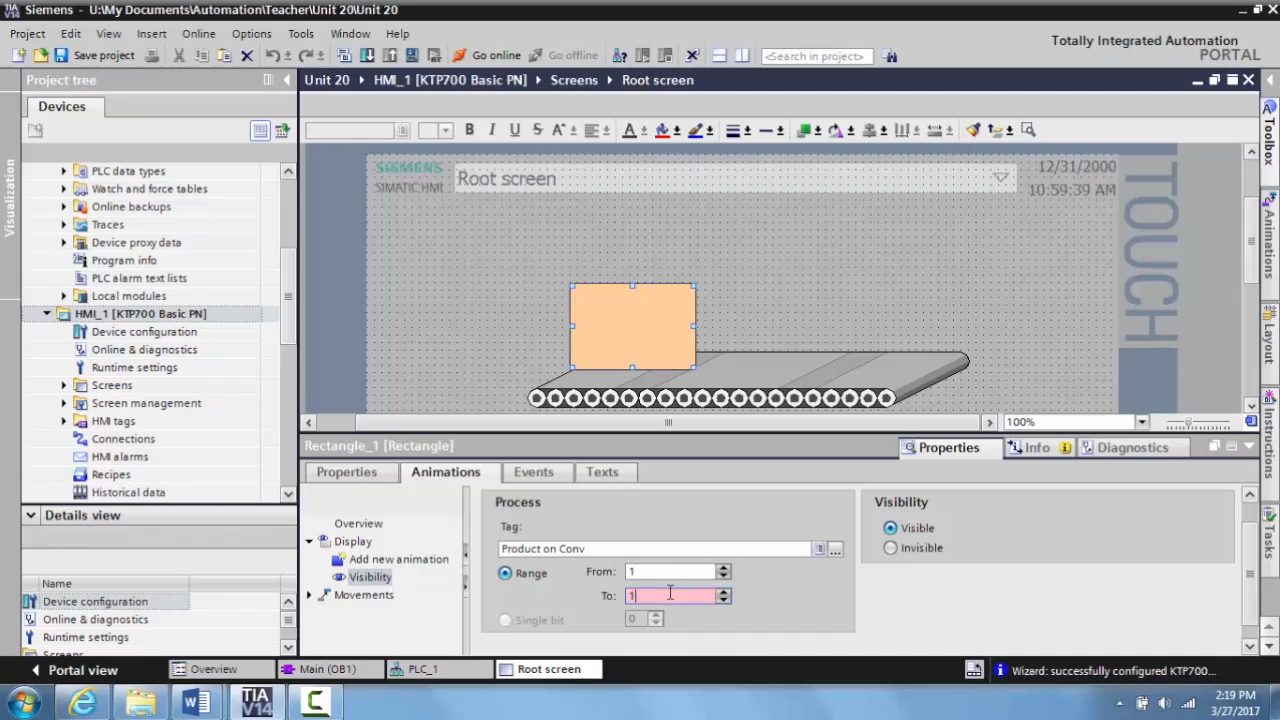 TIA
V14
Siemens - U:\My Documents\Automation\Teacher\Unit 20\Unit 20
Project Edit View Insert Online Options Tools Window Help
Totally Integrated Automation
PORTAL
Save project
Go online
Go offline
<Search in project>
Project tree
Unit 20 HMI_1 [KTP700 Basic PN] Screens Root screen
Devices
B I U S A
Visualization
PLC data types
Watch and force tables
Online backups
Traces
Device proxy data
Program info
PLC alarm text lists
Local modules
HMI_1 [KTP700 Basic PN]
Device configuration
Online & diagnostics
Runtime settings
Screens
Screen management
HMI tags
Connections
HMI alarms
Recipes
Historical data
SIEMENS
SIMATIC HMI
Root screen
12/31/2000
10:59:39 AM
TOUCH
100%
Toolbox
Animations
Layout
Instructions
Tasks
Rectangle_1 [Rectangle]
Properties
Info
Diagnostics
Properties Animations Events Texts
Overview
Display
Add new animation
Visibility
Movements
Process
Tag:
Product on Conv
...
Range From: 1
To: 1
Single bit 0
Visibility
Visible
Invisible
Details view
Name
Device configuration
Online & diagnostics
Runtime settings
Screens
Portal view
Overview
Main (OB1)
PLC_1
Root screen
Wizard: successfully configured KTP700...
TIA
V14
2:19 PM
3/27/2017